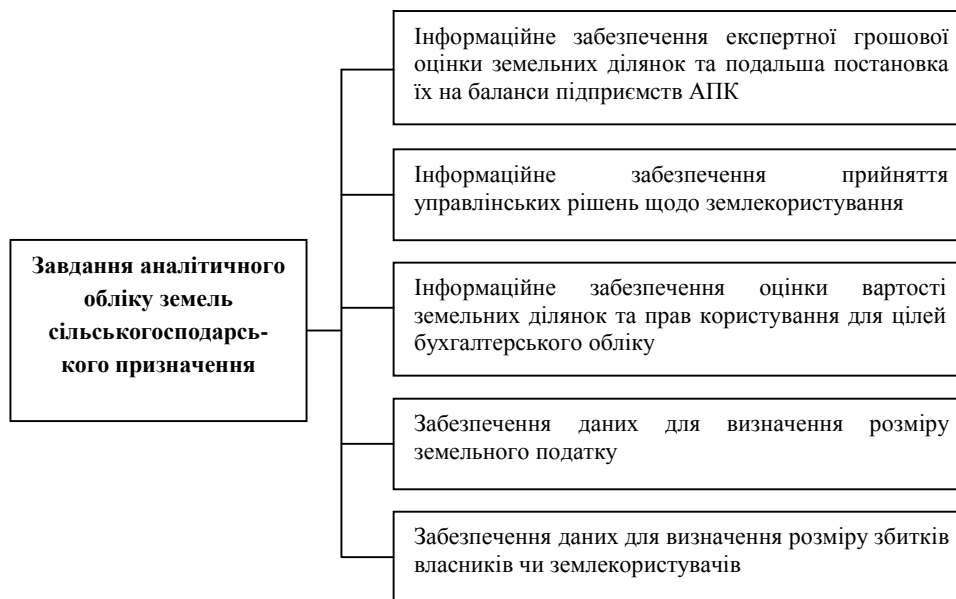 Інформаційне забезпечення експертної грошової
оцінки земельних ділянок та подальша постановка
їх на баланси підприємств АПК
Інформаційне забезпечення прийняття
управлінських рішень щодо землекористування
Завдання аналітичного
обліку земель
сільськогосподарсь-
кого призначення
Інформаційне забезпечення оцінки вартості
земельних ділянок та прав користування для цілей
бухгалтерського обліку
Забезпечення даних для визначення розміру
земельного податку
Забезпечення даних для визначення розміру збитків
власників чи землекористувачів